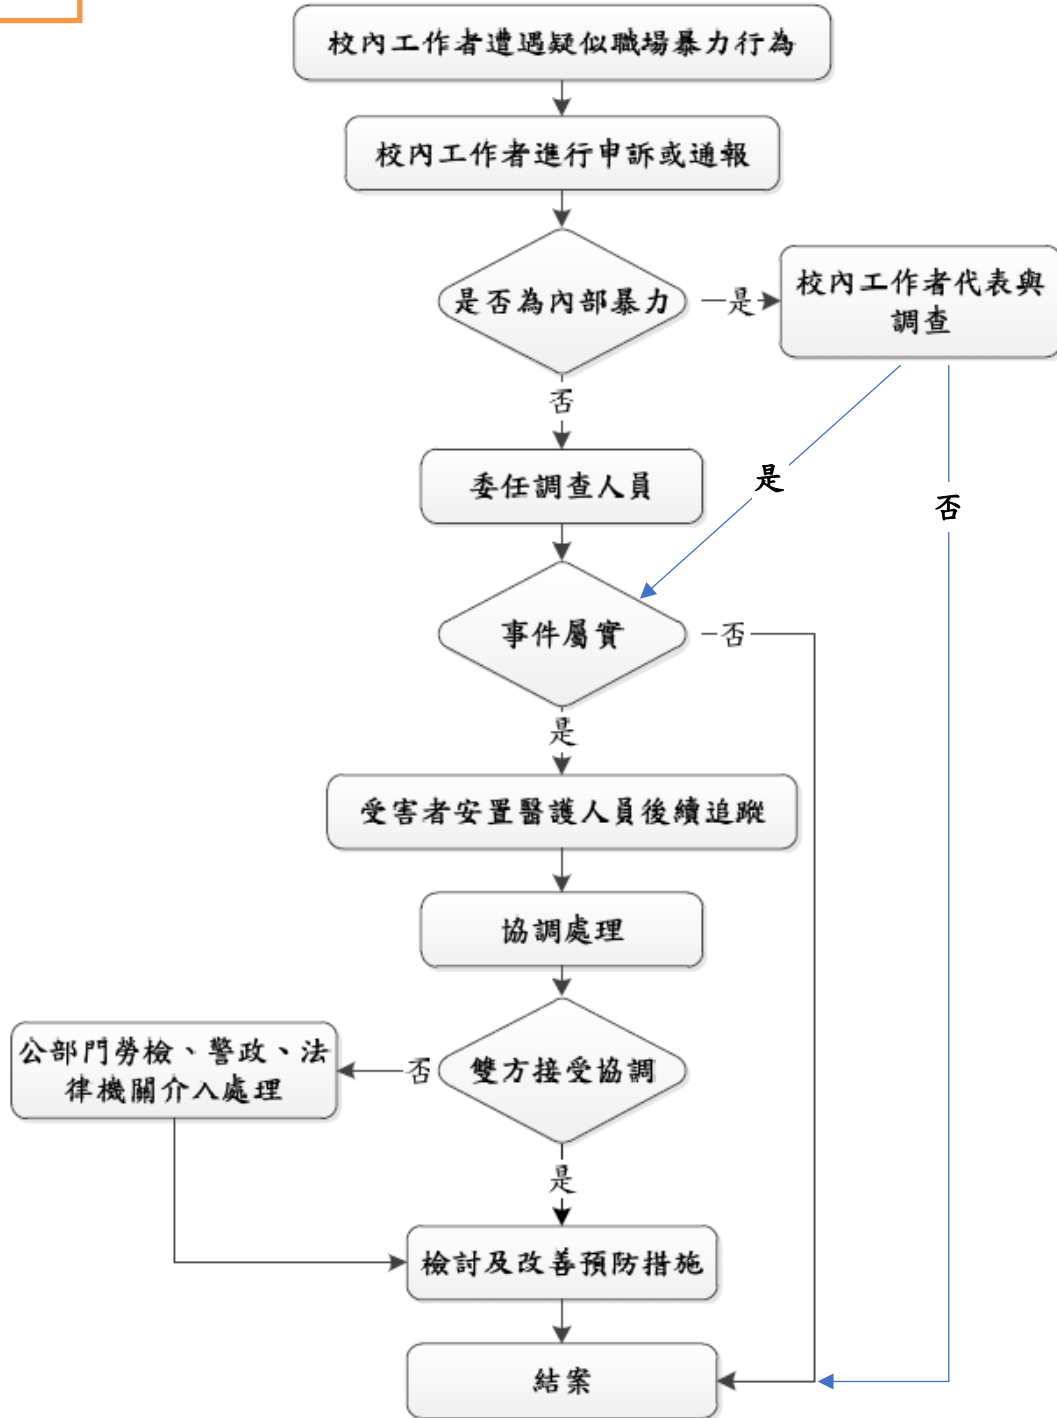 校內工作者遭遇疑似職場暴力行為
校內工作者進行申訴或通報
是否為內部暴力
是
校內工作者代表與
調查
否
委任調查人員
是
否
事件屬實
否
是
受害者安置醫護人員後續追蹤
協調處理
公部門勞檢、警政、法
律機關介入處理
否
雙方接受協調
是
檢討及改善預防措施
結案